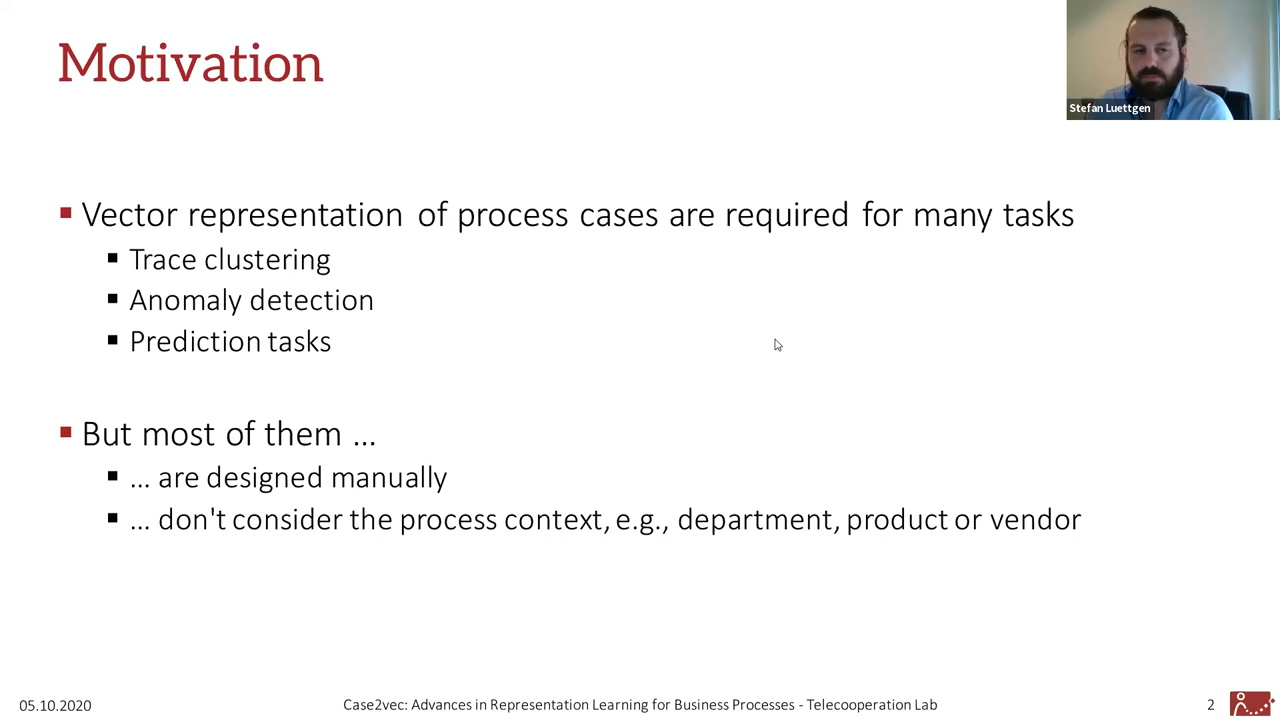 Motivation
Stefan Luettgen
Vector representation of process cases are required for many tasks
Trace clustering
Anomaly detection
Prediction tasks
But most of them ...
... are designed manually
... don't consider the process context, e.g., department, product or vendor
05.10.2020
Case2vec: Advances in Representation Learning for Business Processes - Telecooperation Lab
2